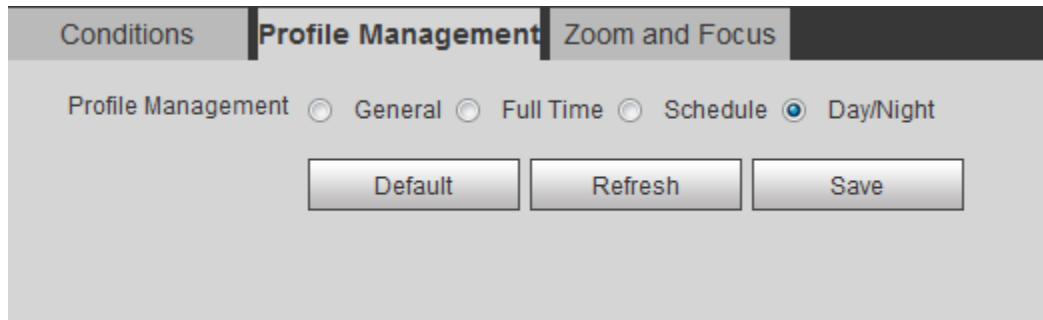 Conditions Profile Management Zoom and Focus
Profile Management General Full Time Schedule Day/Night
Default Refresh Save